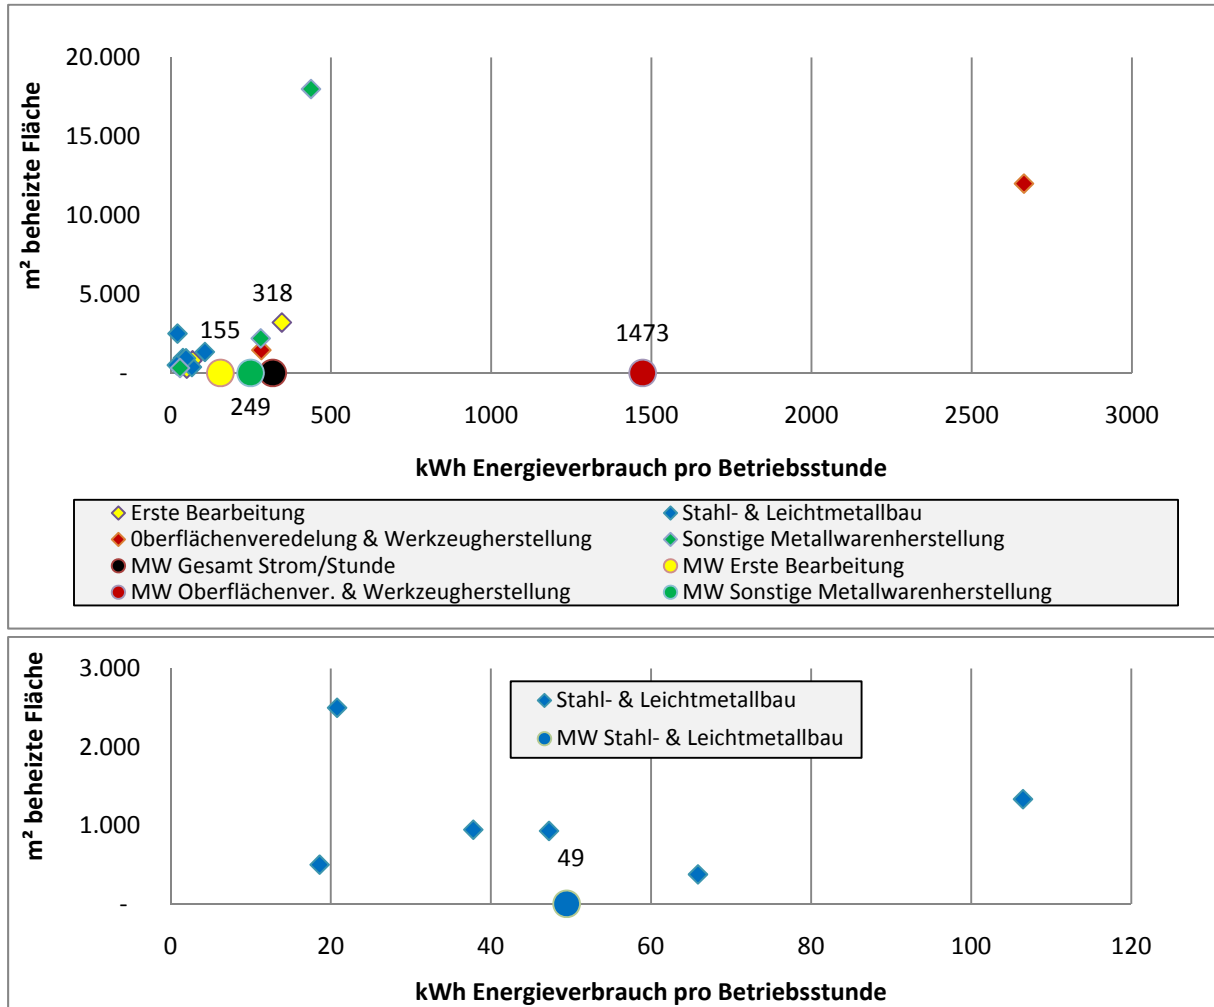 m² beheizte Fläche
20.000
15.000
10.000
5.000
-
318
155
1473
249
0 500 1000 1500 2000 2500 3000
kWh Energieverbrauch pro Betriebsstunde
Erste Bearbeitung
Stahl- & Leichtmetallbau
0berflächenveredelung & Werkzeugherstellung
Sonstige Metallwarenherstellung
MW Gesamt Strom/Stunde
MW Erste Bearbeitung
MW Oberflächenver. & Werkzeugherstellung
MW Sonstige Metallwarenherstellung
m² beheizte Fläche
3.000
2.000
1.000
-
Stahl- & Leichtmetallbau
MW Stahl- & Leichtmetallbau
49
0 20 40 60 80 100 120
kWh Energieverbrauch pro Betriebsstunde